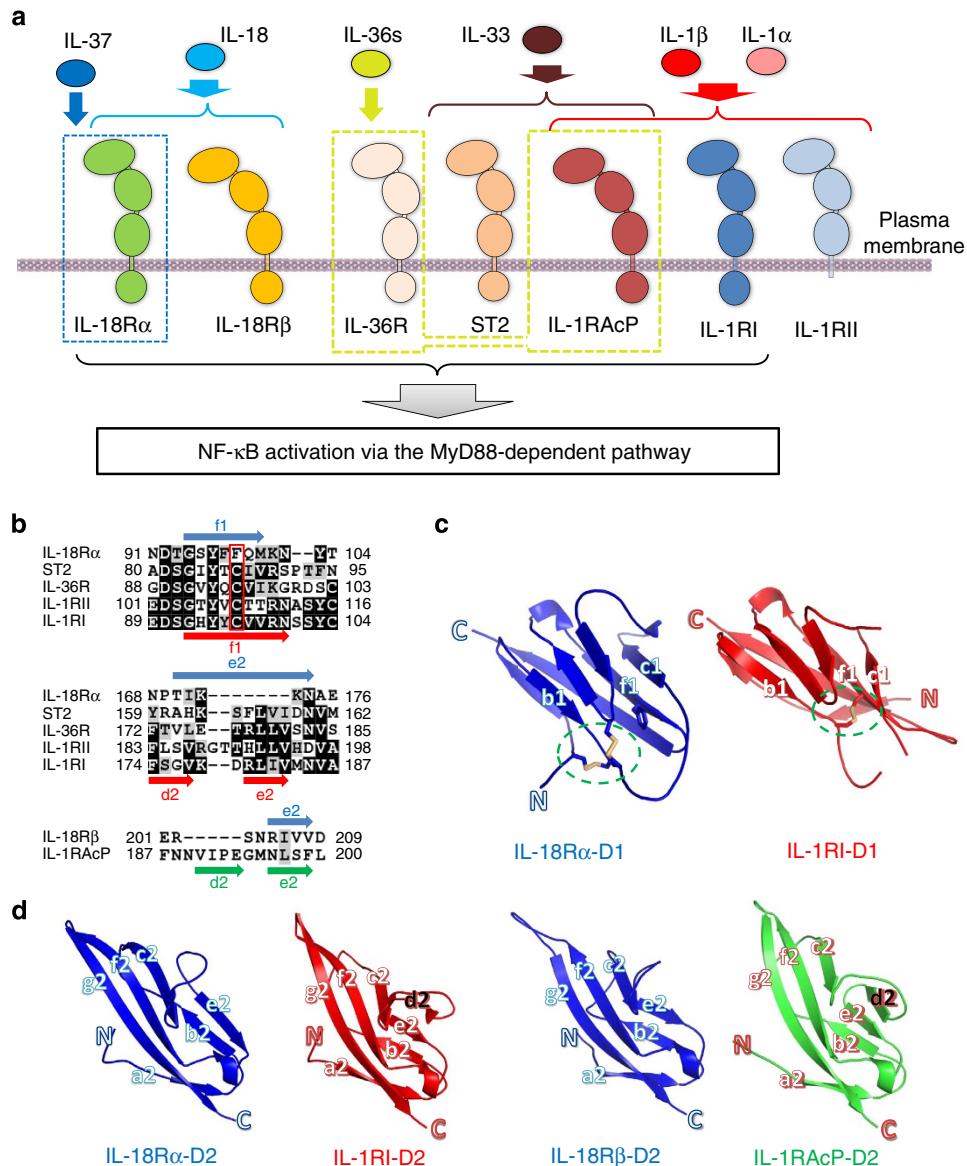 a
IL-37 IL-18 IL-36s IL-33 IL-1β IL-1α
Plasma
membrane
IL-18Rα IL-18Rβ IL-36R ST2 IL-1RAcP IL-1RI IL-1RII
NF-κB activation via the MyD88-dependent pathway
b
f1
IL-18Rα 91 NDTGSYFFQMKN--YT 104
ST2 80 ADSGIYTCIVRSPTFN 95
IL-36R 88 GDSGVYQCVIKGRDSC 103
IL-1RII 101 EDSGTYVCTTRNASYC 116
IL-1RI 89 EDSGHYYCVVRNSSYC 104
f1
e2
IL-18Rα 168 NPTIK-------KNAE 176
ST2 159 YRAHK--SFLVIDNVM 162
IL-36R 172 FTVLE--TRLLVSNVS 185
IL-1RII 183 FLSVRGTTHLLVHDVA 198
IL-1RI 174 FSGVK--DRLIVMNVA 187
d2 e2
e2
IL-18Rβ 201 ER-----SNRIVVD 209
IL-1RAcP 187 FNNVIPEGMNLSFL 200
d2 e2
c
C b1 f1 c1 N
C b1 f1 c1 N
IL-18Rα-D1 IL-1RI-D1
d
g2 f2 c2 e2 b2 N a2 C
g2 f2 c2 d2 e2 b2 N a2 C
g2 f2 c2 e2 b2 N a2 C
g2 f2 c2 d2 e2 b2 N a2 C
IL-18Rα-D2 IL-1RI-D2 IL-18Rβ-D2 IL-1RAcP-D2